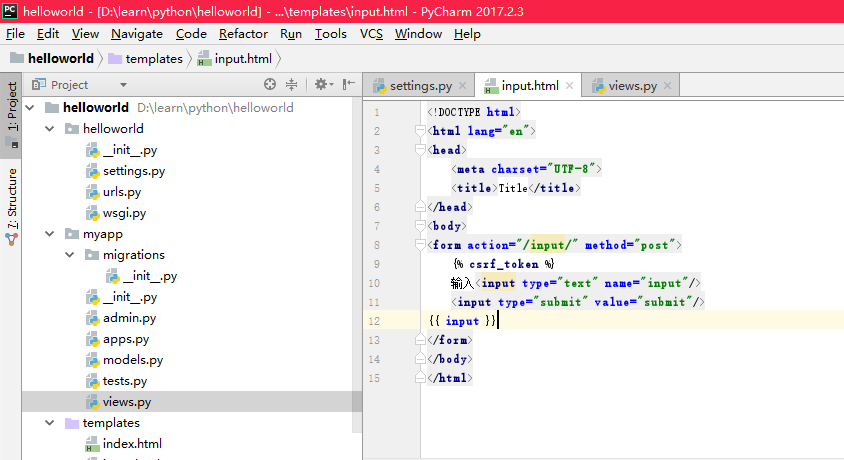 helloworld - [D:\learn\python\helloworld] - ...\templates\input.html - PyCharm 2017.2.3
File Edit View Navigate Code Refactor Run Tools VCS Window Help
helloworld templates input.html
1: Project
7: Structure
Project
helloworld D:\learn\python\helloworld
helloworld
__init__.py
settings.py
urls.py
wsgi.py
myapp
migrations
__init__.py
__init__.py
admin.py
apps.py
models.py
tests.py
views.py
templates
index.html
settings.py input.html views.py
1 <!DOCTYPE html>
2 <html lang="en">
3 <head>
4 <meta charset="UTF-8">
5 <title>Title</title>
6 </head>
7 <body>
8 <form action="/input/" method="post">
9 {% csrf_token %}
10 输入<input type="text" name="input"/>
11 <input type="submit" value="submit"/>
12 {{ input }}
13 </form>
14 </body>
15 </html>